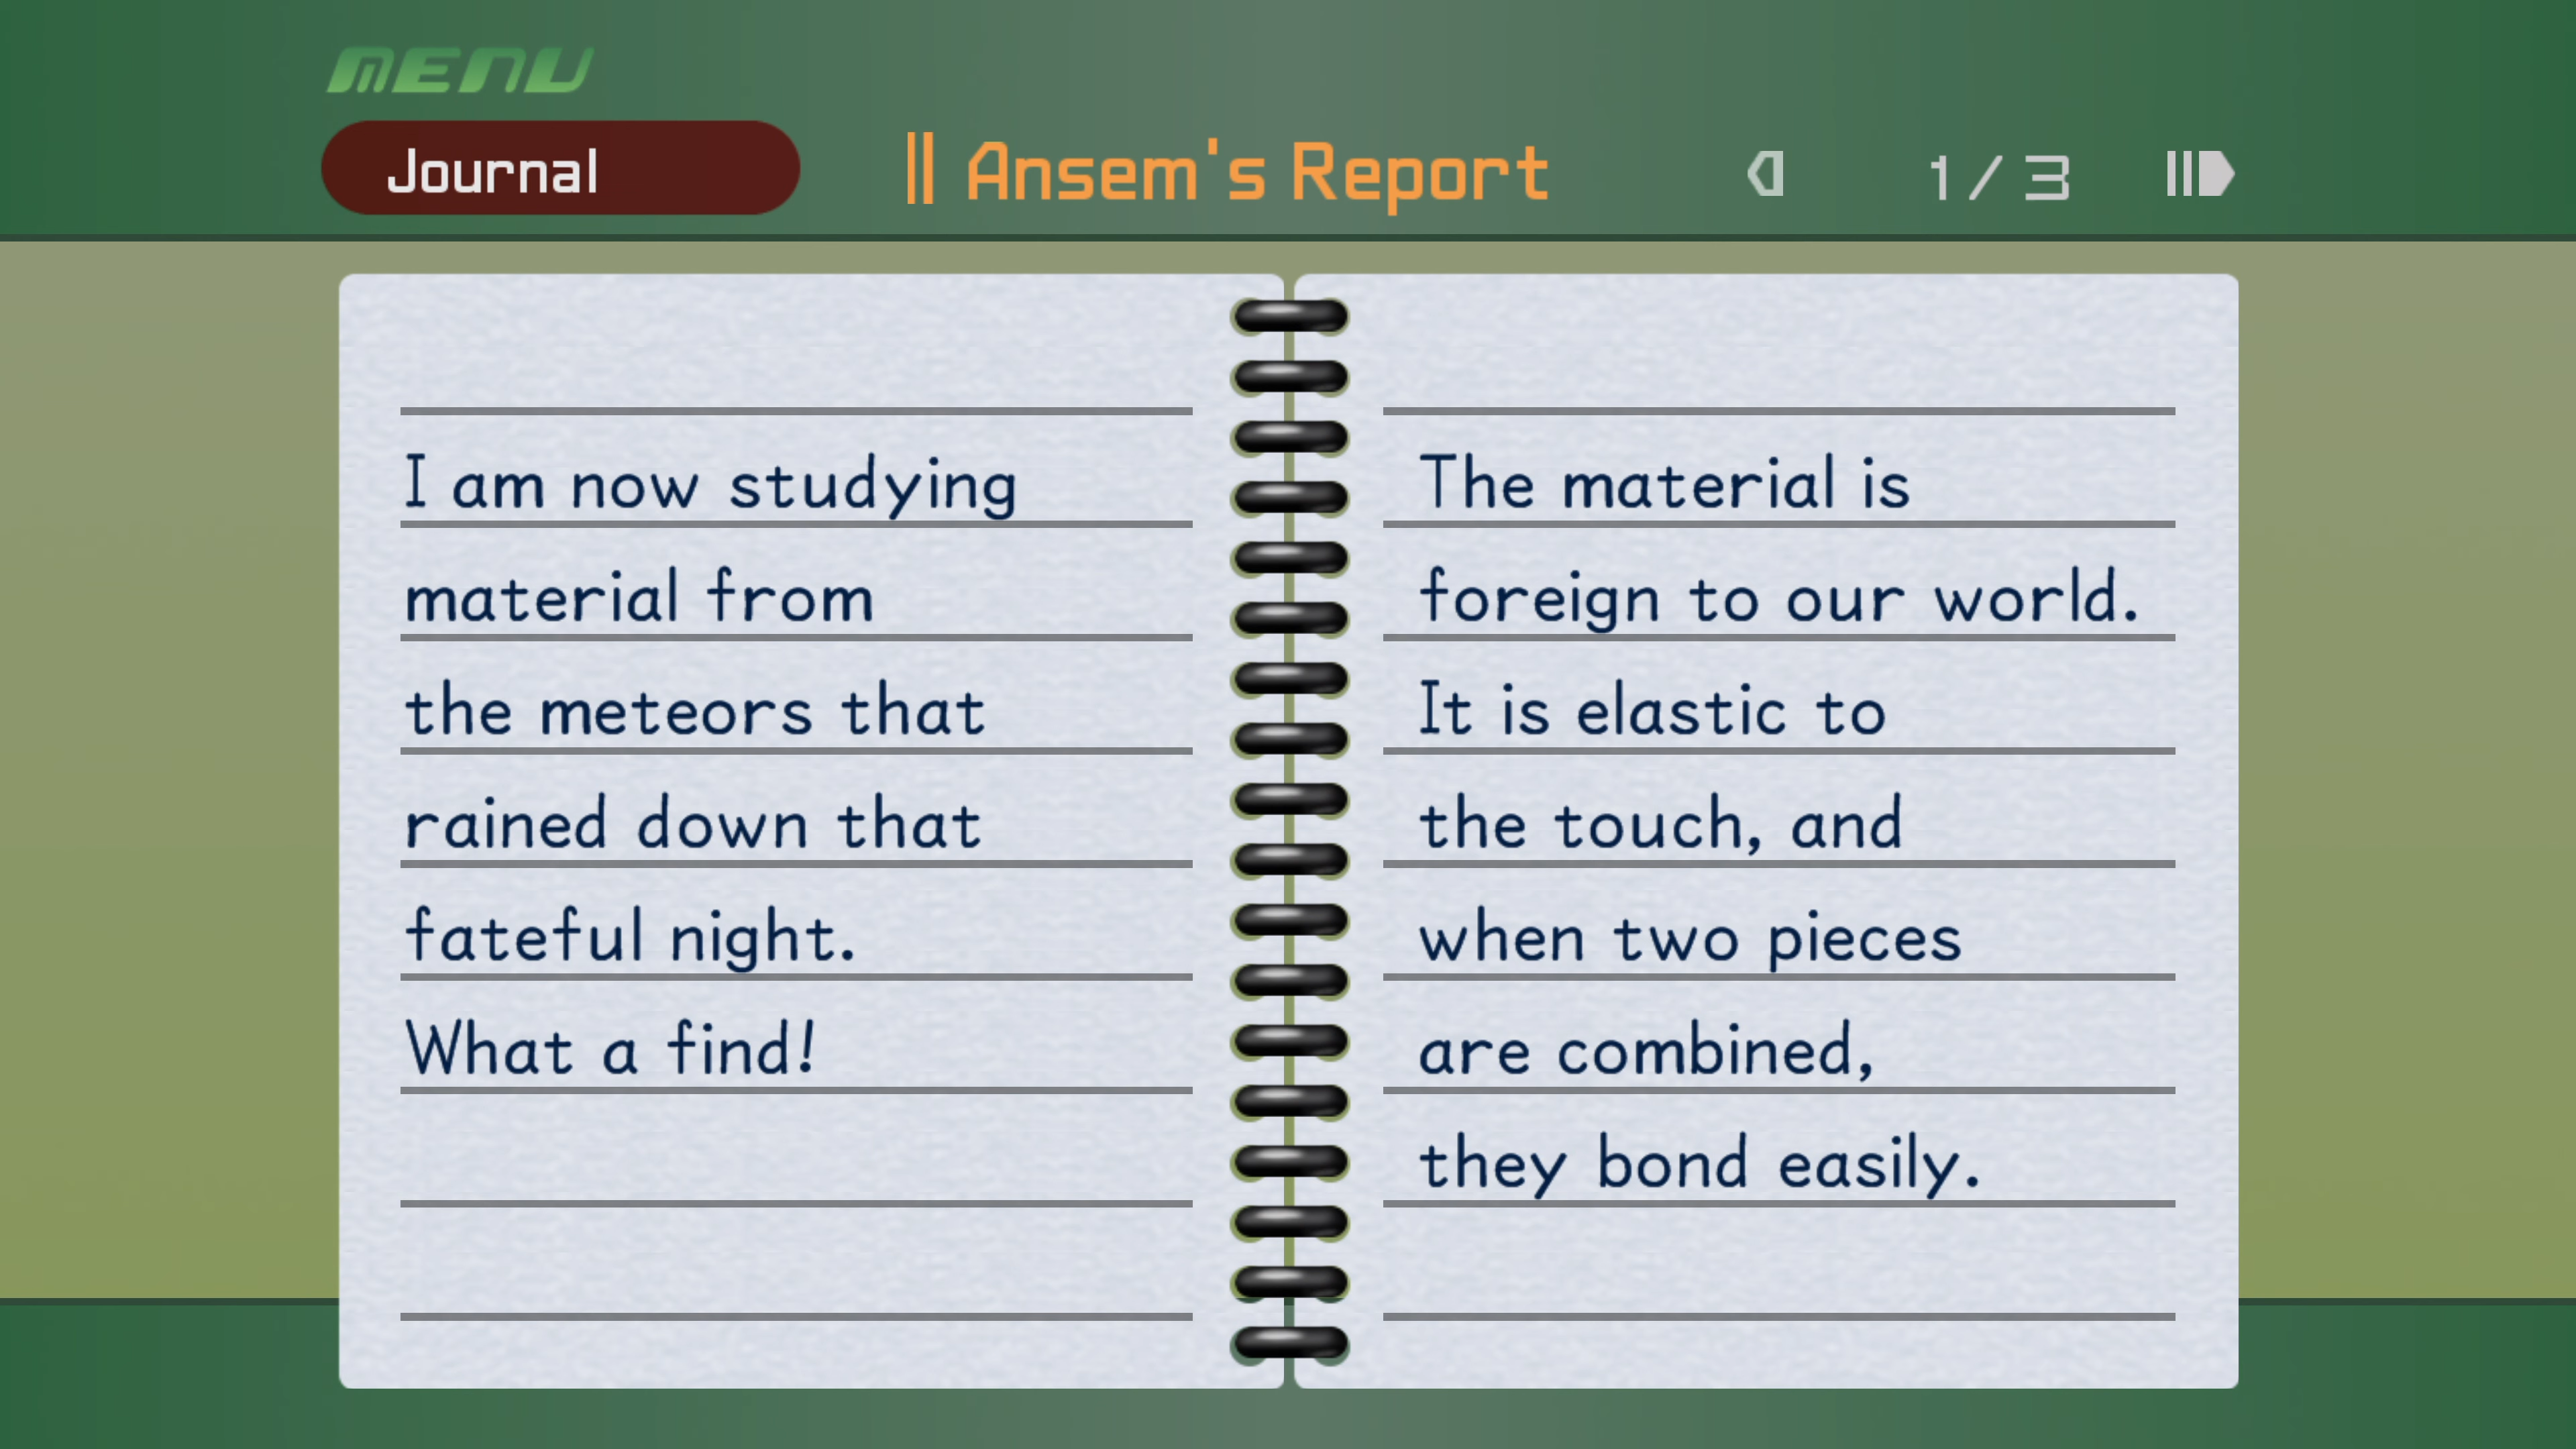 MENU
Journal
Ansem's Report
1/3
I am now studying
material from
the meteors that
rained down that
fateful night.
What a find!
The material is
foreign to our world.
It is elastic to
the touch, and
when two pieces
are combined,
they bond easily.